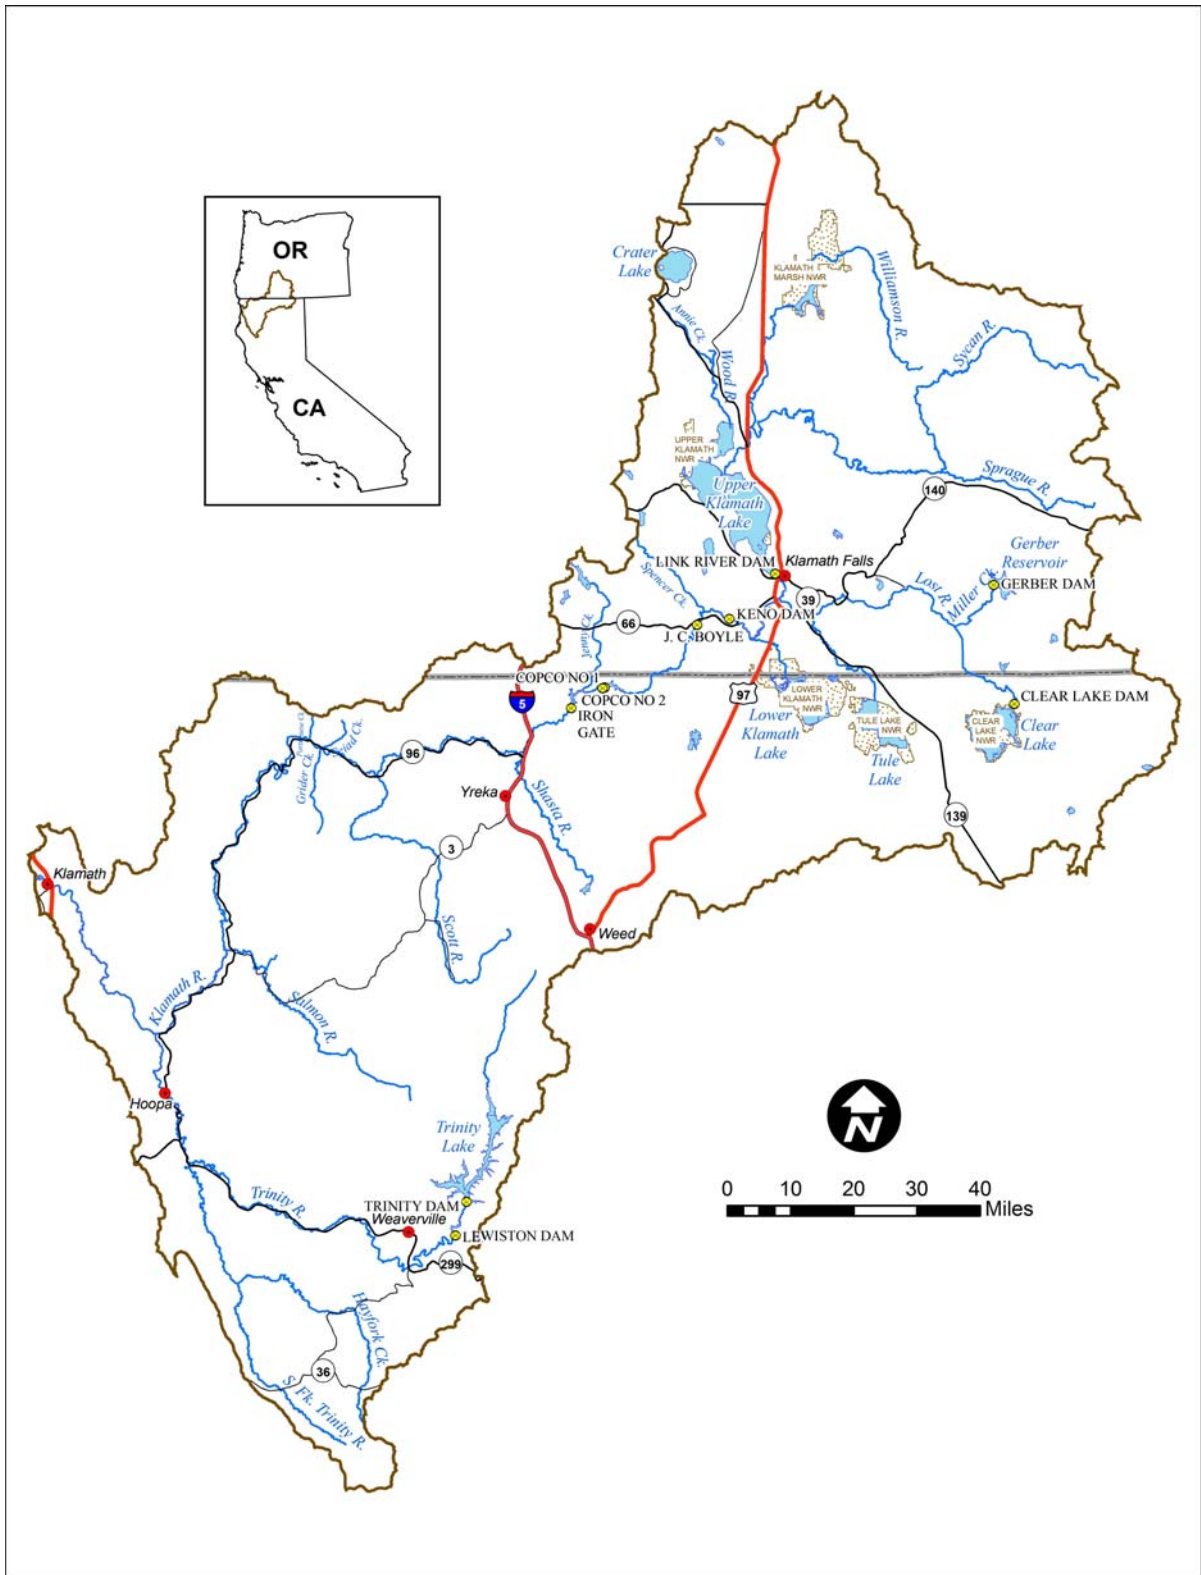 OR
CA
Crater
Lake
KLAMATH
MARSH NWR
Williamson R.
Annie Ck.
Wood R.
Sycan R.
UPPER
KLAMATH
NWR
Upper
Klamath
Lake
Sprague R.
140
Gerber
Reservoir
LINK RIVER DAM
Klamath Falls
Spencer Ck.
Lost R.
Miller Ck.
GERBER DAM
39
KENO DAM
66
J. C. BOYLE
Jenny Ck.
COPCO NO 1
5
COPCO NO 2
IRON
GATE
97
LOWER
KLAMATH
NWR
Lower
Klamath
Lake
TULE LAKE
NWR
Tule
Lake
CLEAR LAKE DAM
CLEAR
LAKE
NWR
Clear
Lake
96
Grider Ck.
Yreka
Shasta R.
139
3
Klamath
Scott R.
Weed
Klamath R.
Salmon R.
Hoopa
Trinity
Lake
N
0 10 20 30 40
Miles
Trinity R.
TRINITY DAM
Weaverville
LEWISTON DAM
299
Hayfork Ck.
36
S. Fk. Trinity R.